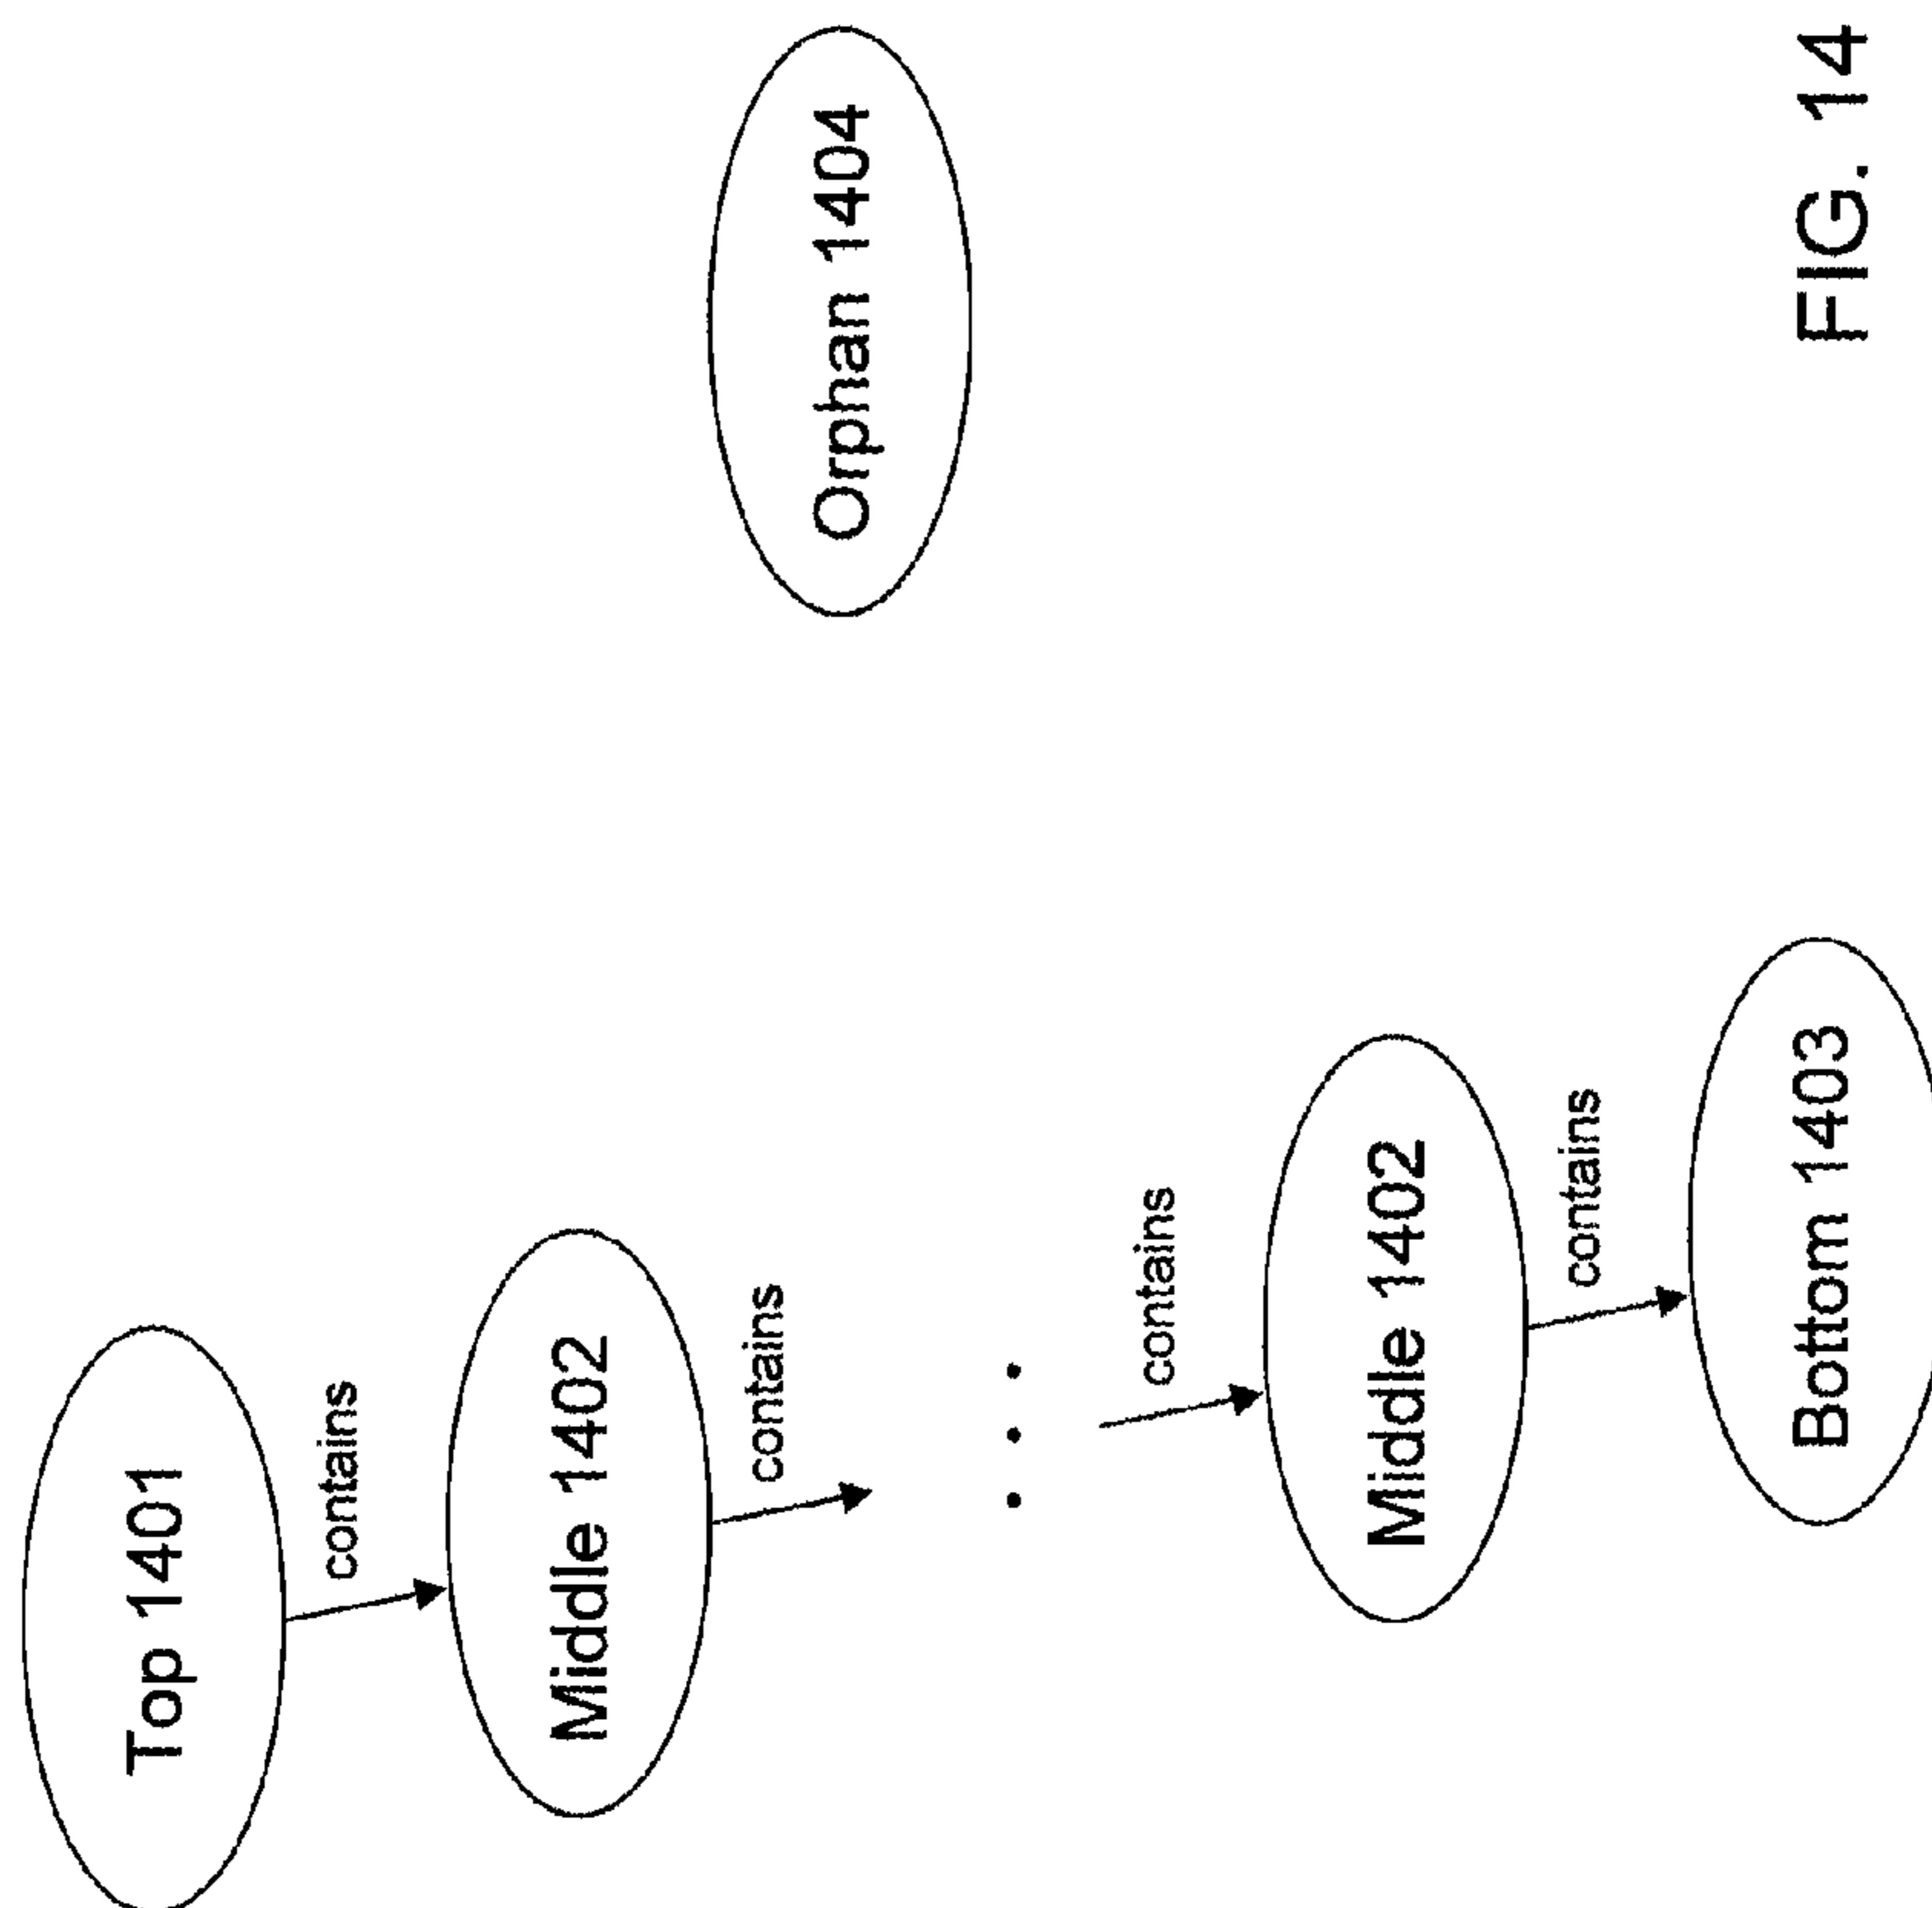 Top 1401
contains
Middle 1402
contains
. . .
contains
Middle 1402
contains
Bottom 1403
Orphan 1404
FIG. 14